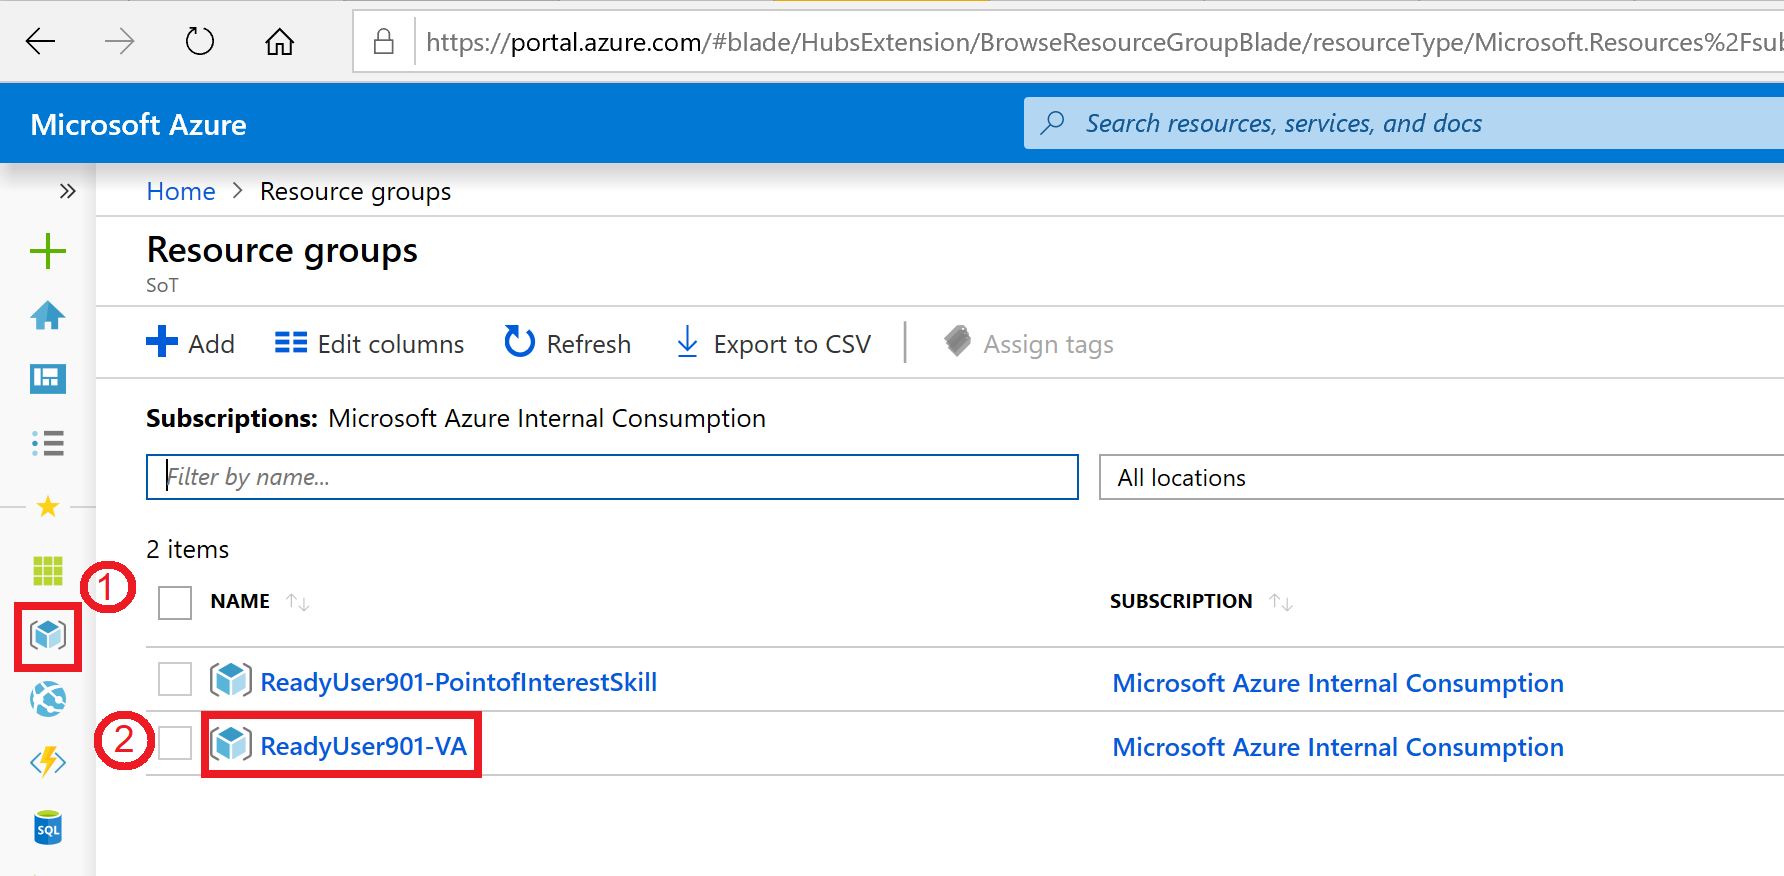 https://portal.azure.com/#blade/HubsExtension/BrowseResourceGroupBlade/resourceType/Microsoft.Resources%2Fsub
Microsoft Azure
Search resources, services, and docs
Home > Resource groups
Resource groups
SoT
Add Edit columns Refresh Export to CSV Assign tags
Subscriptions: Microsoft Azure Internal Consumption
Filter by name... All locations
2 items
1
NAME SUBSCRIPTION
ReadyUser901-PointofInterestSkill Microsoft Azure Internal Consumption
2 ReadyUser901-VA Microsoft Azure Internal Consumption
SQL